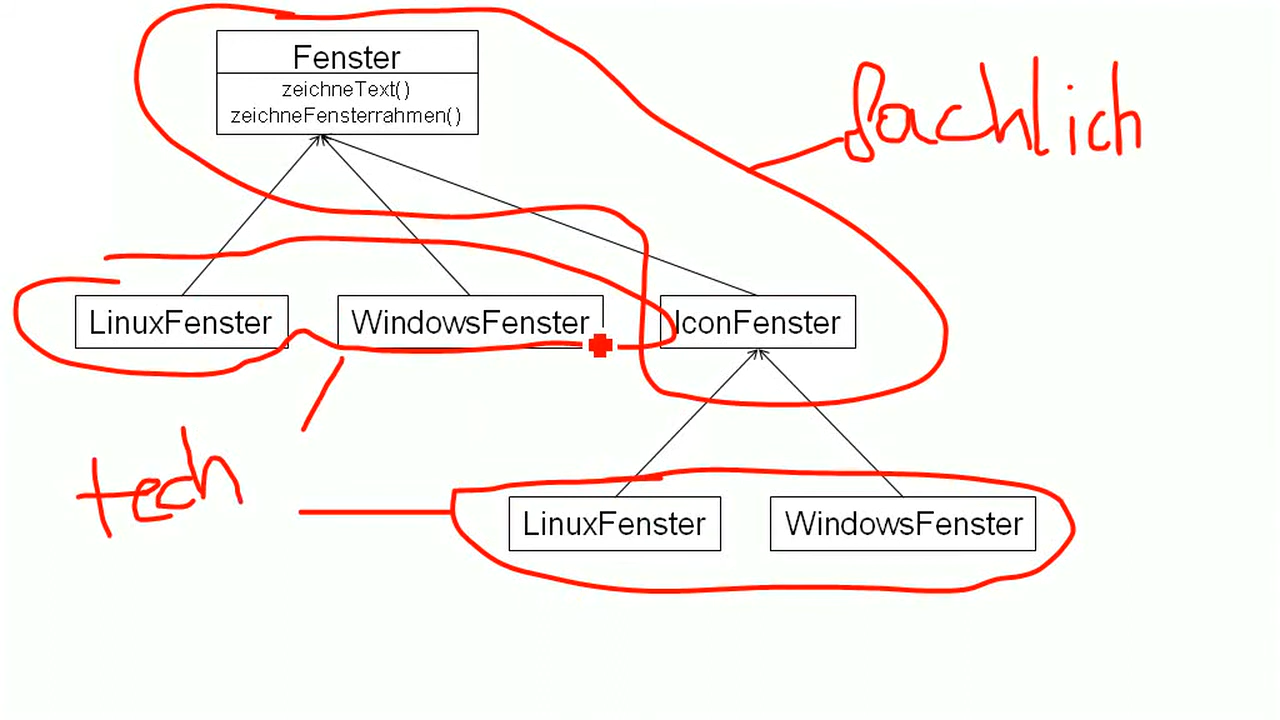 Fenster
zeichneText()
zeichneFensterrahmen()
fachlich
LinuxFenster
WindowsFenster
IconFenster
tech
LinuxFenster
WindowsFenster